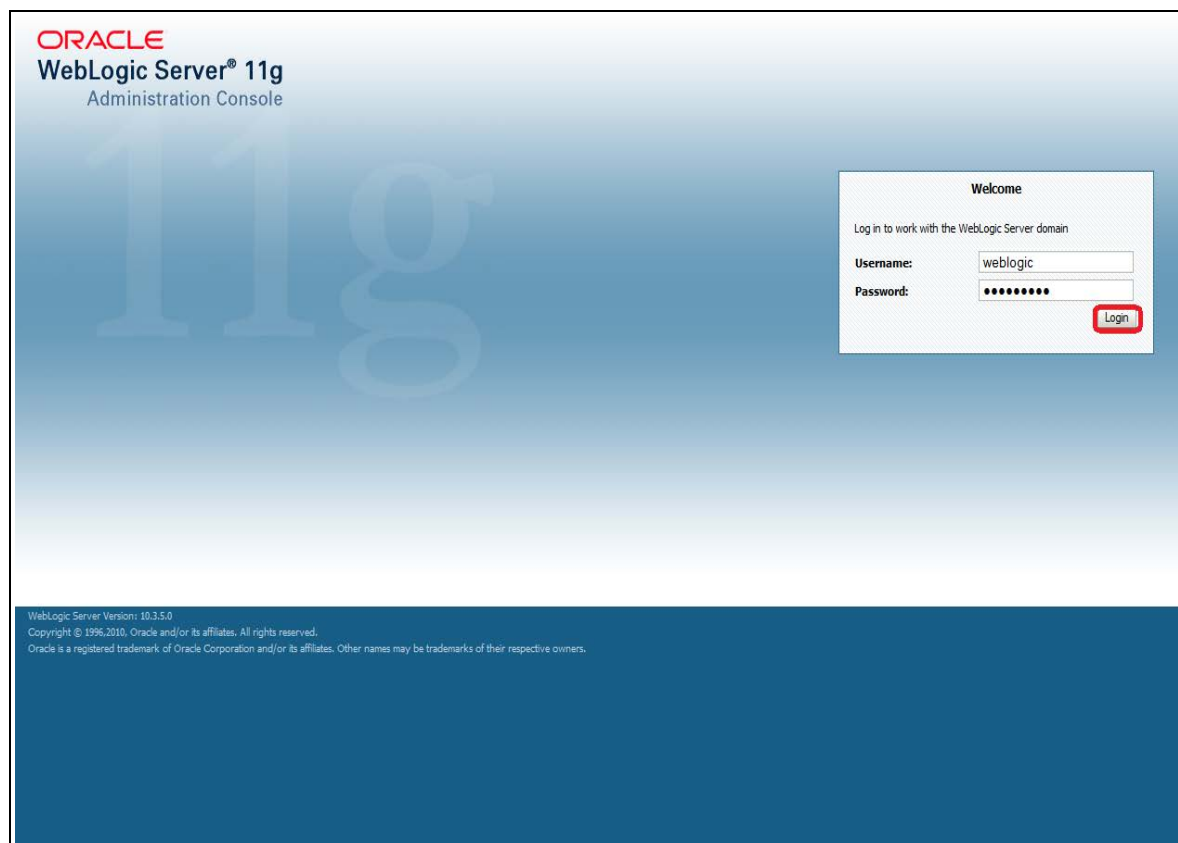 ORACLE
WebLogic Server® 11g
Administration Console
11g
Welcome
Log in to work with the WebLogic Server domain
Username: weblogic
Password: •••••••••
Login
WebLogic Server Version: 10.3.5.0
Copyright © 1996,2010, Oracle and/or its affiliates. All rights reserved.
Oracle is a registered trademark of Oracle Corporation and/or its affiliates. Other names may be trademarks of their respective owners.